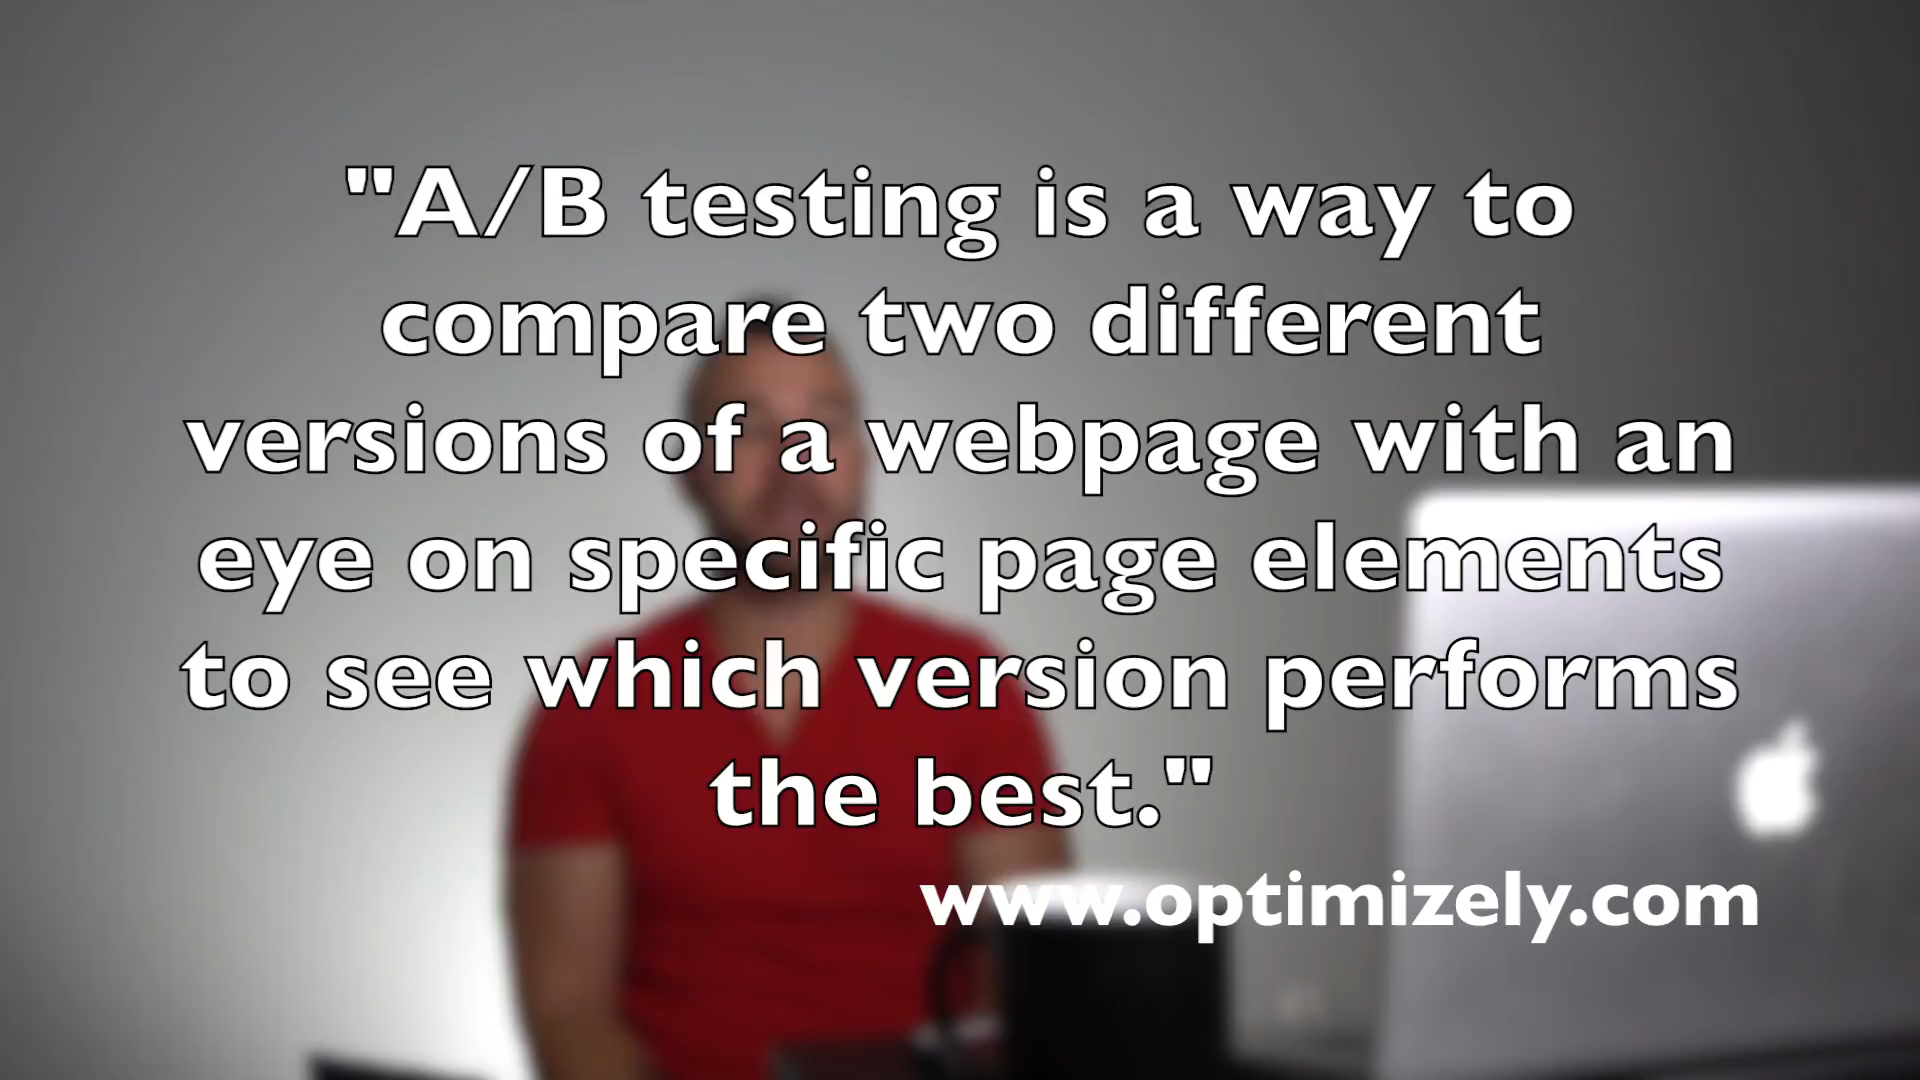 "A/B testing is a way to
compare two different
versions of a webpage with an
eye on specific page elements
to see which version performs
the best."
www.optimizely.com